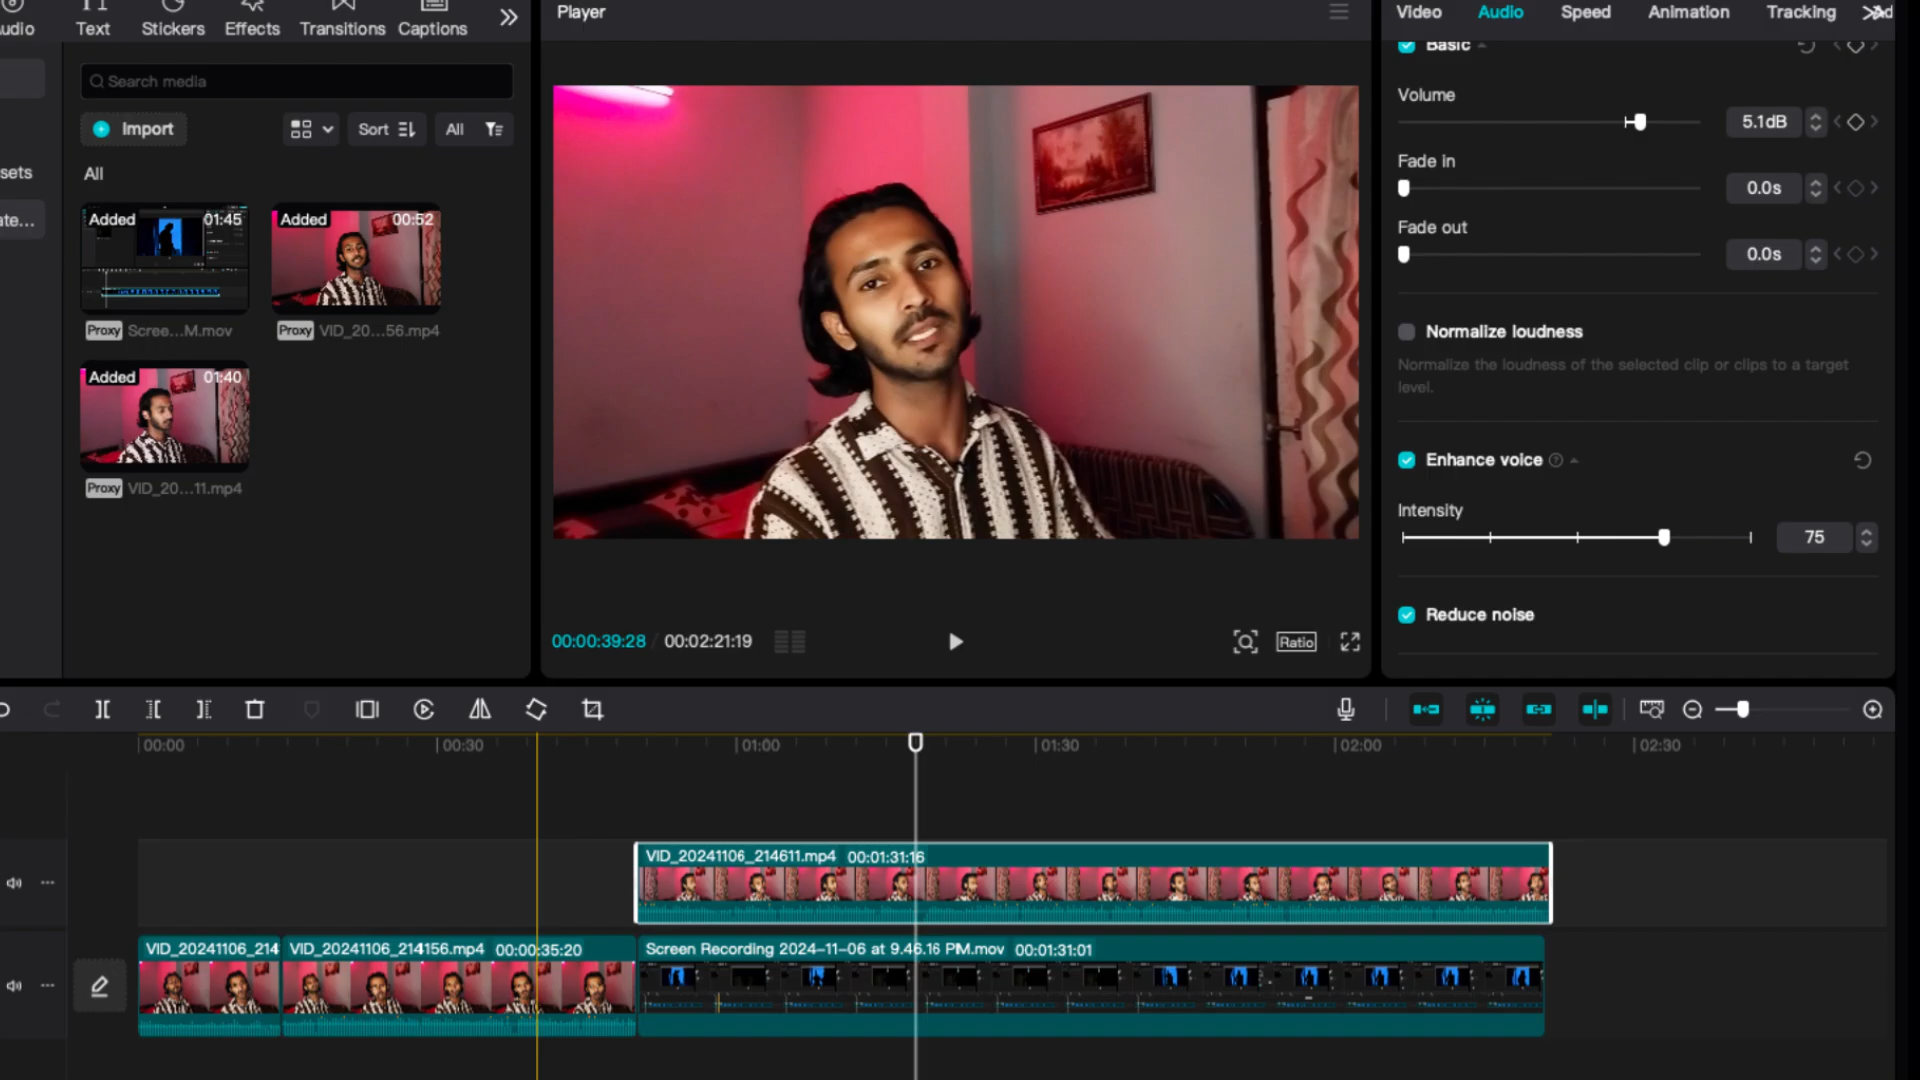 udio
Text
Stickers
Effects
Transitions
Captions
Player
Video
Audio
Speed
Animation
Tracking
Ad
Search media
Import
Sort
All
All
sets
ate...
Added 01:45
Proxy Scree...M.mov
Added 00:52
Proxy VID_20...56.mp4
Added 01:40
Proxy VID_20...11.mp4
00:00:39:28 / 00:02:21:19
Ratio
Basic
Volume
5.1dB
Fade in
0.0s
Fade out
0.0s
Normalize loudness
Normalize the loudness of the selected clip or clips to a target
level.
Enhance voice
Intensity
75
Reduce noise
00:00
00:30
01:00
01:30
02:00
02:30
VID_20241106_214611.mp4 00:01:31:16
VID_20241106_214
VID_20241106_214156.mp4 00:00:35:20
Screen Recording 2024-11-06 at 9.46.16 PM.mov 00:01:31:01